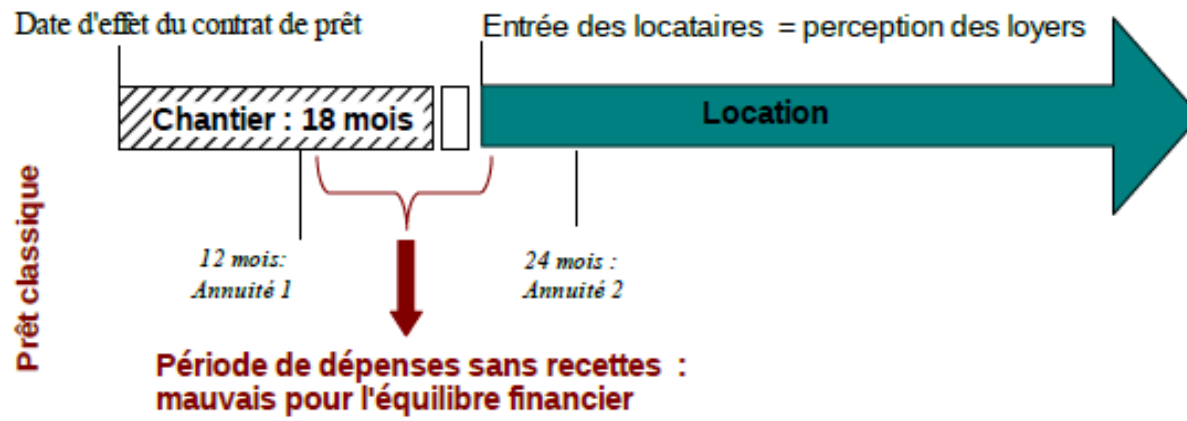 Date d'effet du contrat de prêt
Entrée des locataires = perception des loyers
Chantier : 18 mois
Location
Prêt classique
12 mois:
Annuité 1
24 mois :
Annuité 2
Période de dépenses sans recettes :
mauvais pour l'équilibre financier